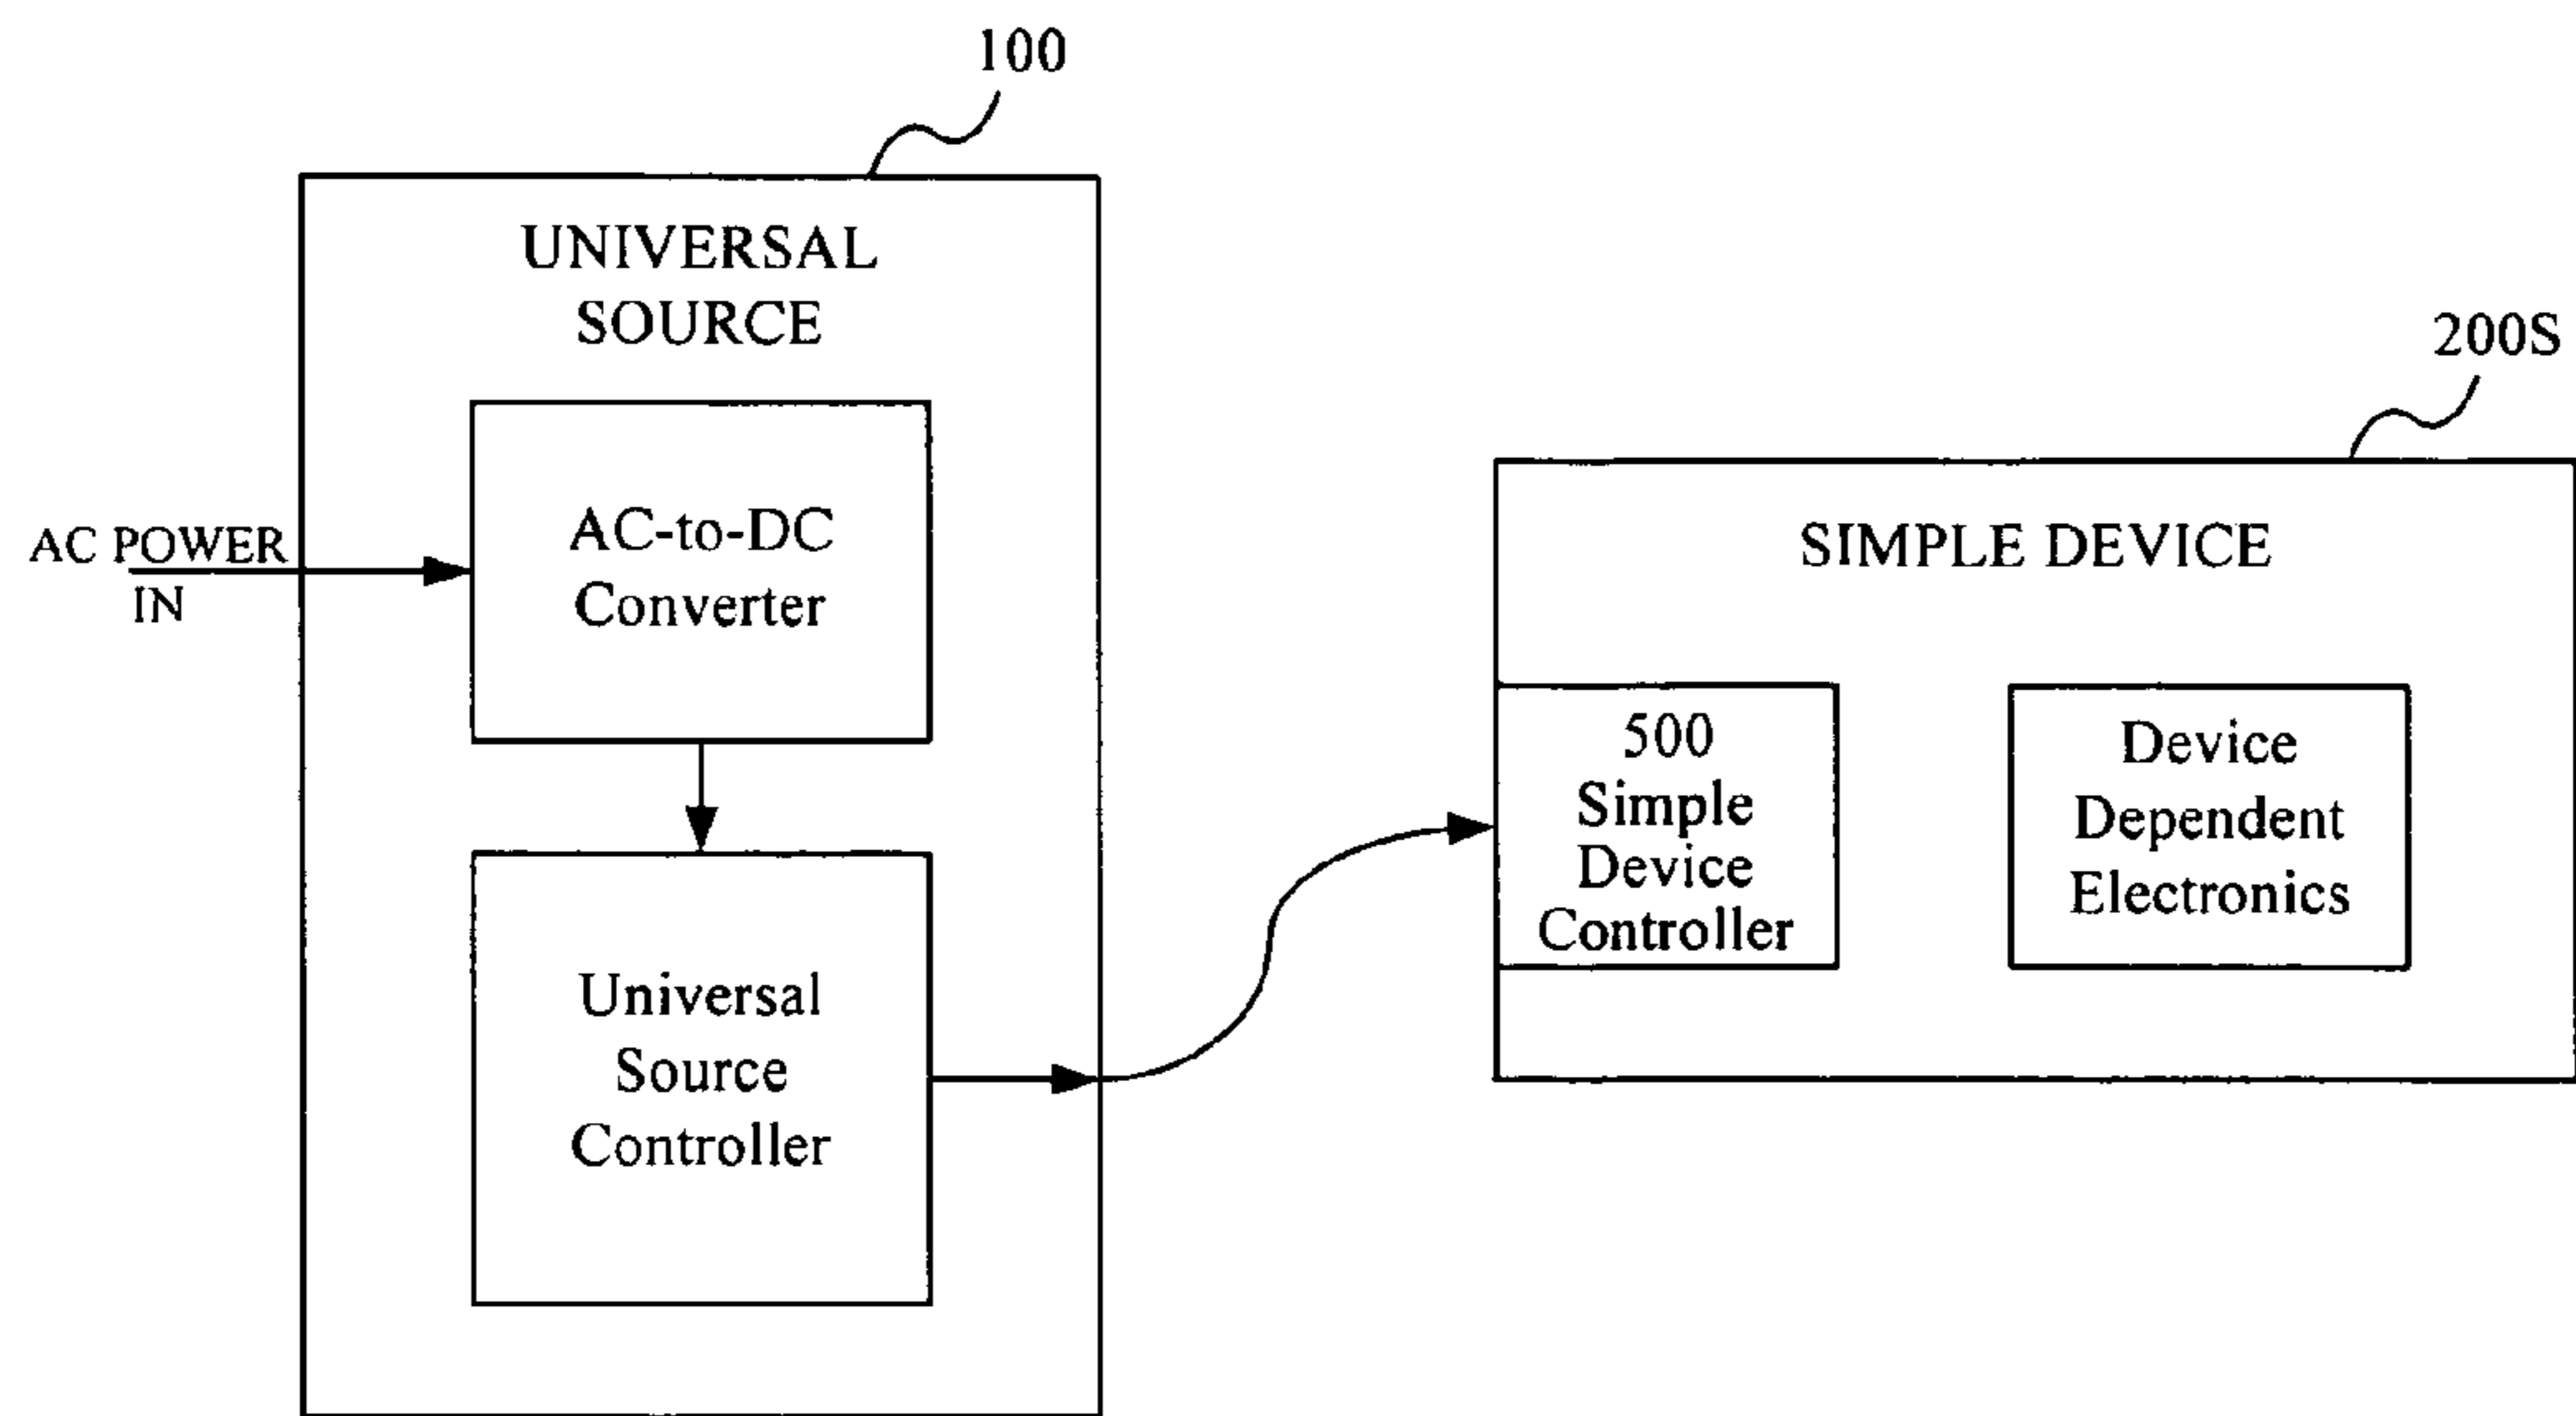 100
UNIVERSAL
SOURCE
200S
AC POWER
IN
AC-to-DC
Converter
SIMPLE DEVICE
500
Simple
Device
Controller
Device
Dependent
Electronics
Universal
Source
Controller